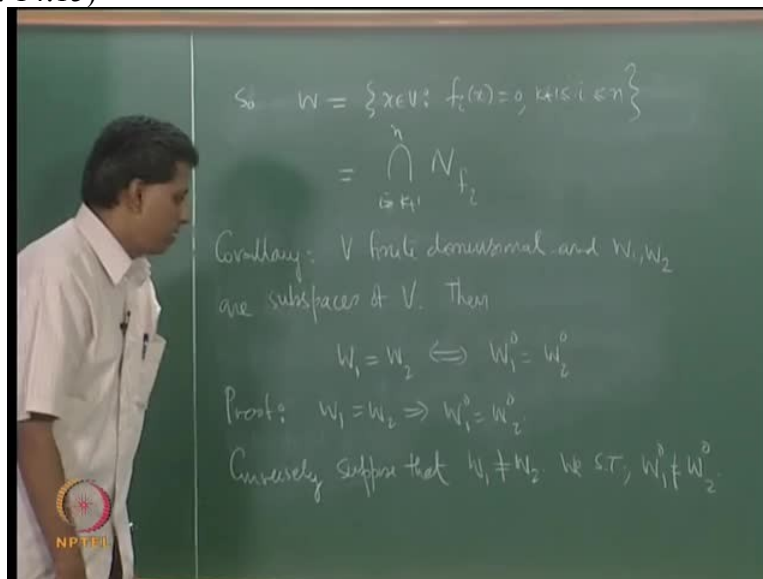 So W = {x∈V: f_i(x)=0, k+1≤ i ≤ n}
= ⋂_{i=k+1}^{n} N_{f_i}
Corollary: V finite dimensional and W₁, W₂
are subspaces of V. Then
W₁ = W₂ ⟺ W₁⁰ = W₂⁰
Proof: W₁ = W₂ ⇒ W₁⁰ = W₂⁰.
Conversely suppose that W₁ ≠ W₂. We S.T., W₁⁰ ≠ W₂⁰.
NPTEL